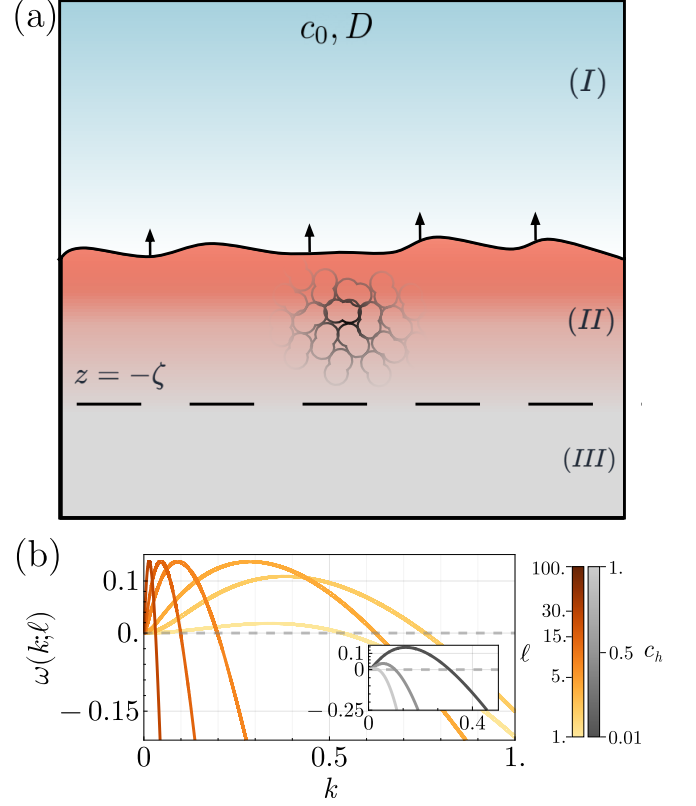 (a)
c₀, D
(I)
(II)
z = −ζ
(III)
(b)
ω(k;ℓ)
0.1
0.
−0.15
0
0.5
1.
k
0.1
0
−0.25
0
0.4
ℓ
100.
30.
15.
5.
1.
1.
0.5
0.01
cₕ